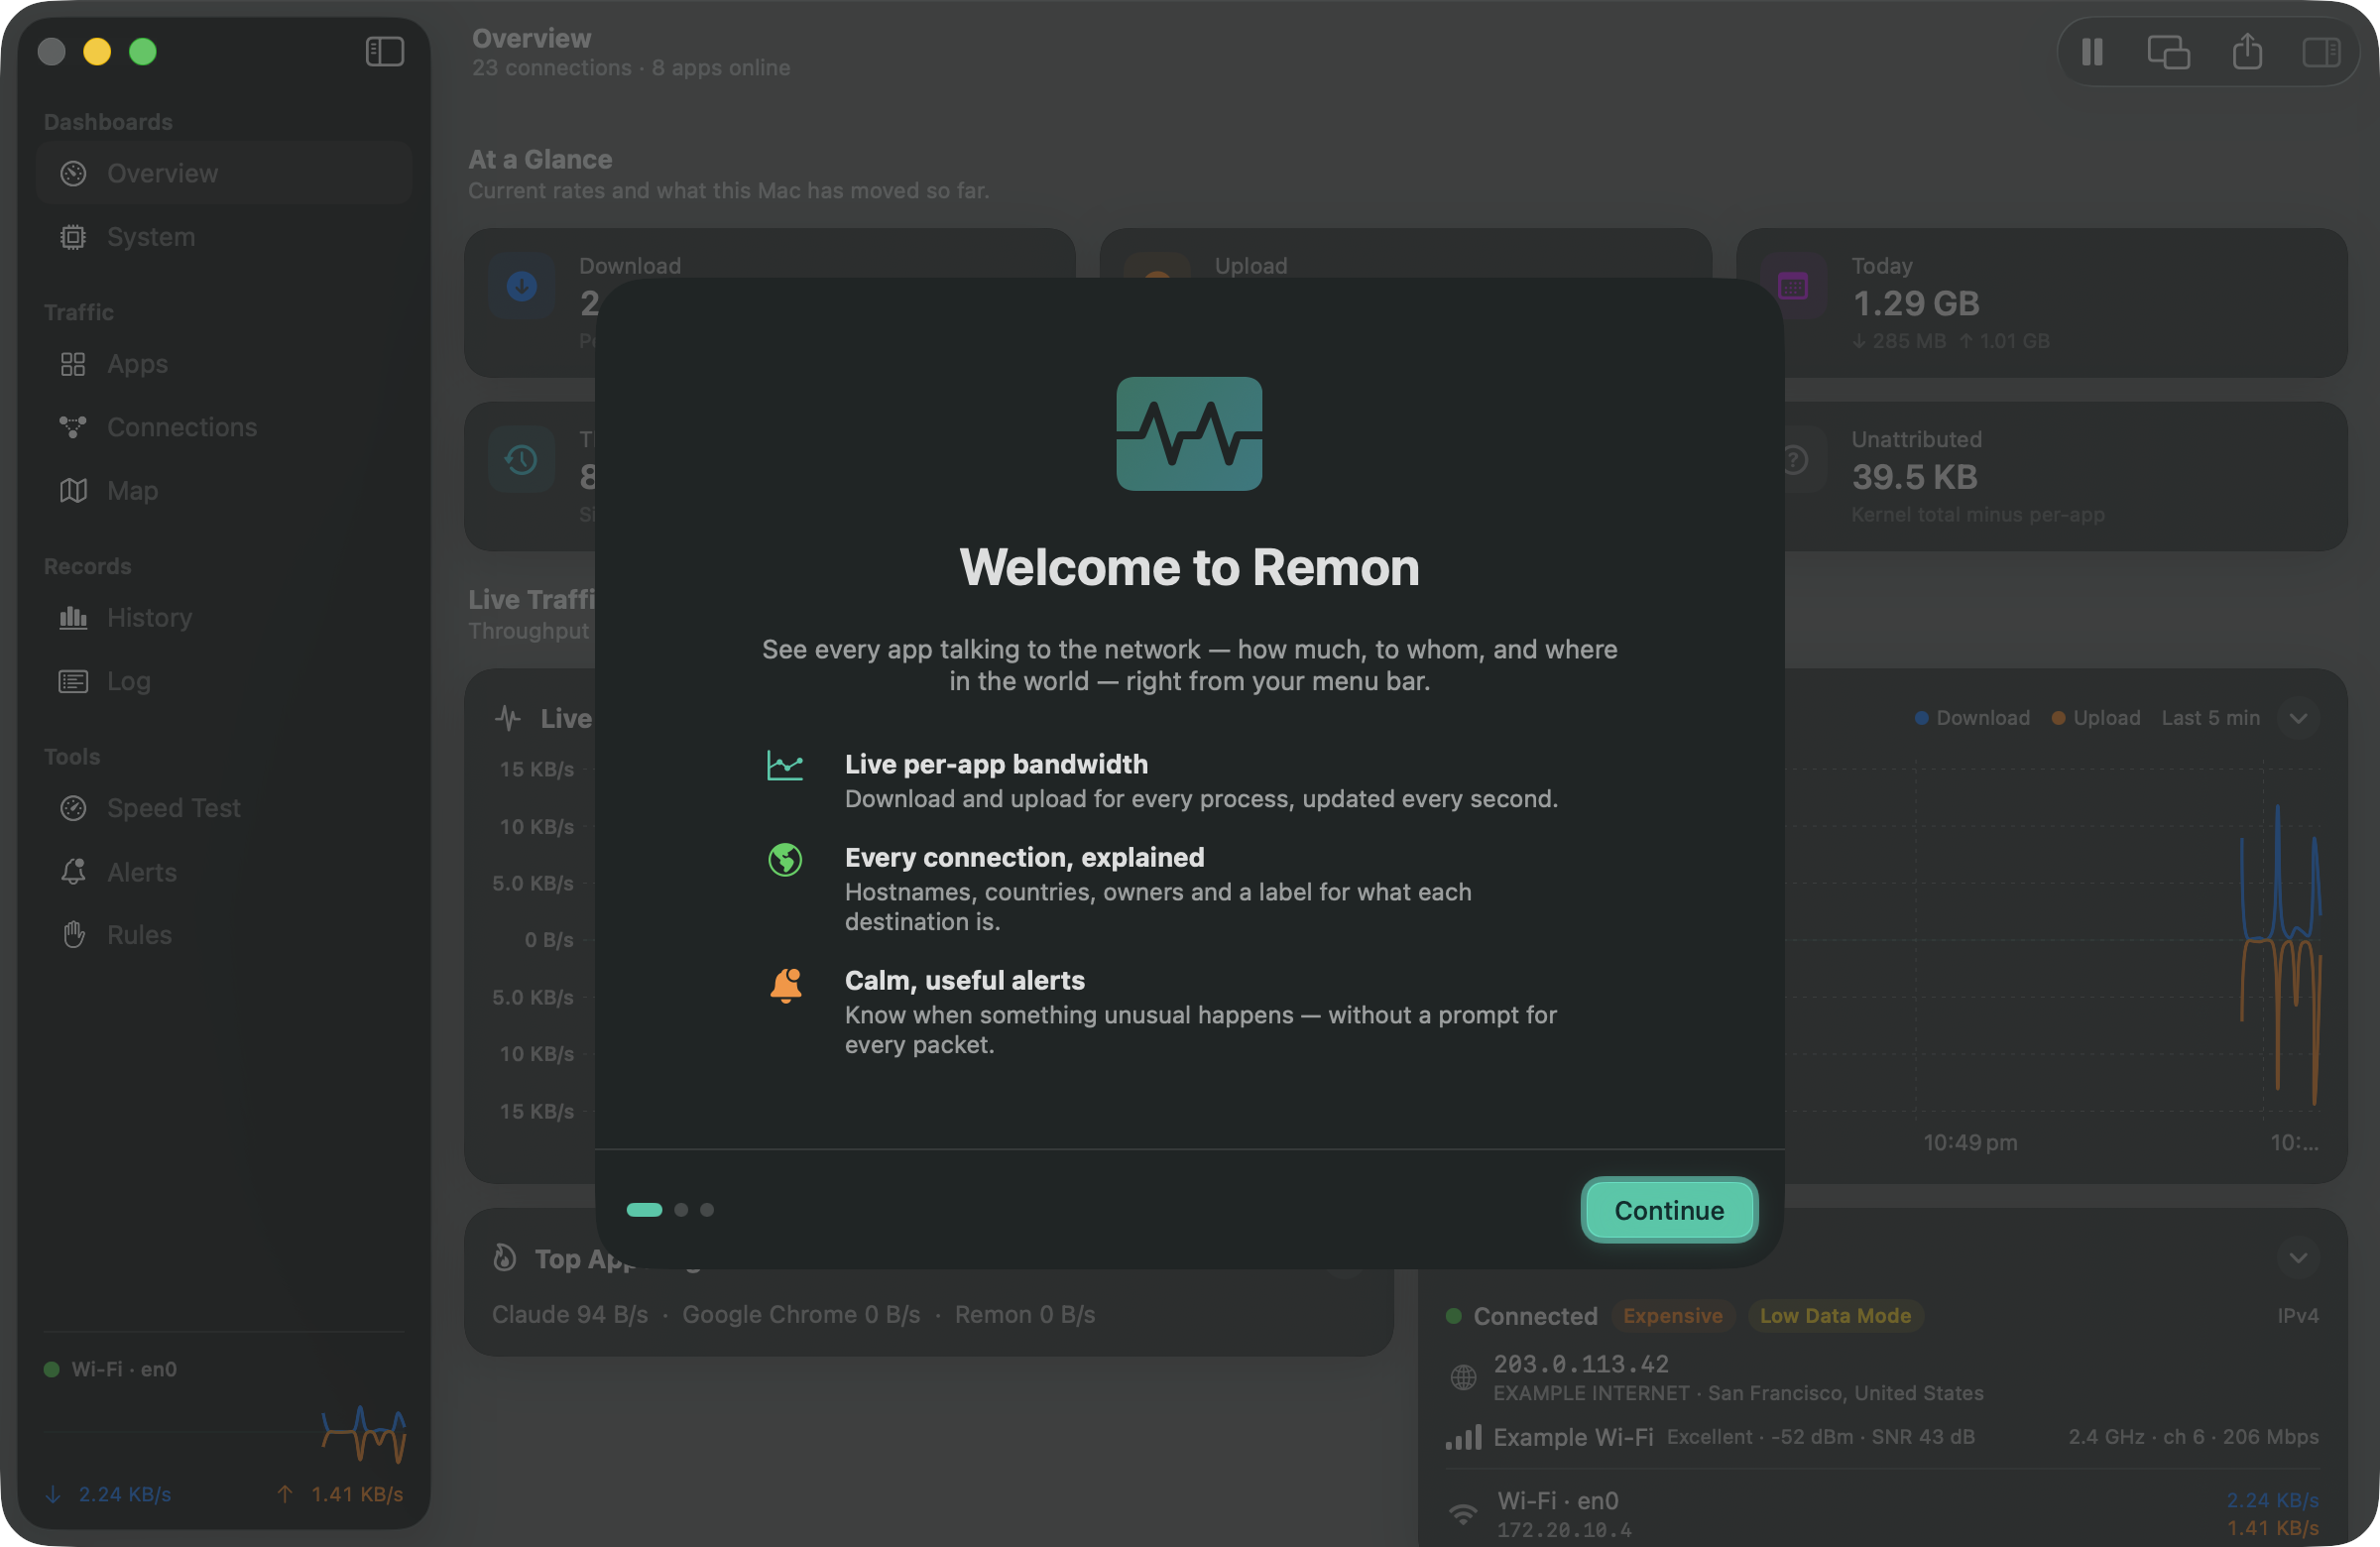 Overview
23 connections · 8 apps online
Dashboards
Overview
System
Traffic
Apps
Connections
Map
Records
History
Log
Tools
Speed Test
Alerts
Rules
Wi-Fi · en0
↓ 2.24 KB/s ↑ 1.41 KB/s
At a Glance
Current rates and what this Mac has moved so far.
Download
2
Upload
Today
1.29 GB
↓ 285 MB ↑ 1.01 GB
8
Unattributed
39.5 KB
Kernel total minus per-app
Live
Throughput
Live
Download Upload Last 5 min
15 KB/s
10 KB/s
5.0 KB/s
0 B/s
5.0 KB/s
10 KB/s
15 KB/s
10:49 pm 10:...
Welcome to Remon
See every app talking to the network — how much, to whom, and where
in the world — right from your menu bar.
Live per-app bandwidth
Download and upload for every process, updated every second.
Every connection, explained
Hostnames, countries, owners and a label for what each
destination is.
Calm, useful alerts
Know when something unusual happens — without a prompt for
every packet.
Continue
Top
Claude 94 B/s · Google Chrome 0 B/s · Remon 0 B/s
Connected Expensive Low Data Mode IPv4
203.0.113.42
EXAMPLE INTERNET · San Francisco, United States
Example Wi-Fi Excellent · -52 dBm · SNR 43 dB 2.4 GHz · ch 6 · 206 Mbps
Wi-Fi · en0 2.24 KB/s
172.20.10.4 1.41 KB/s